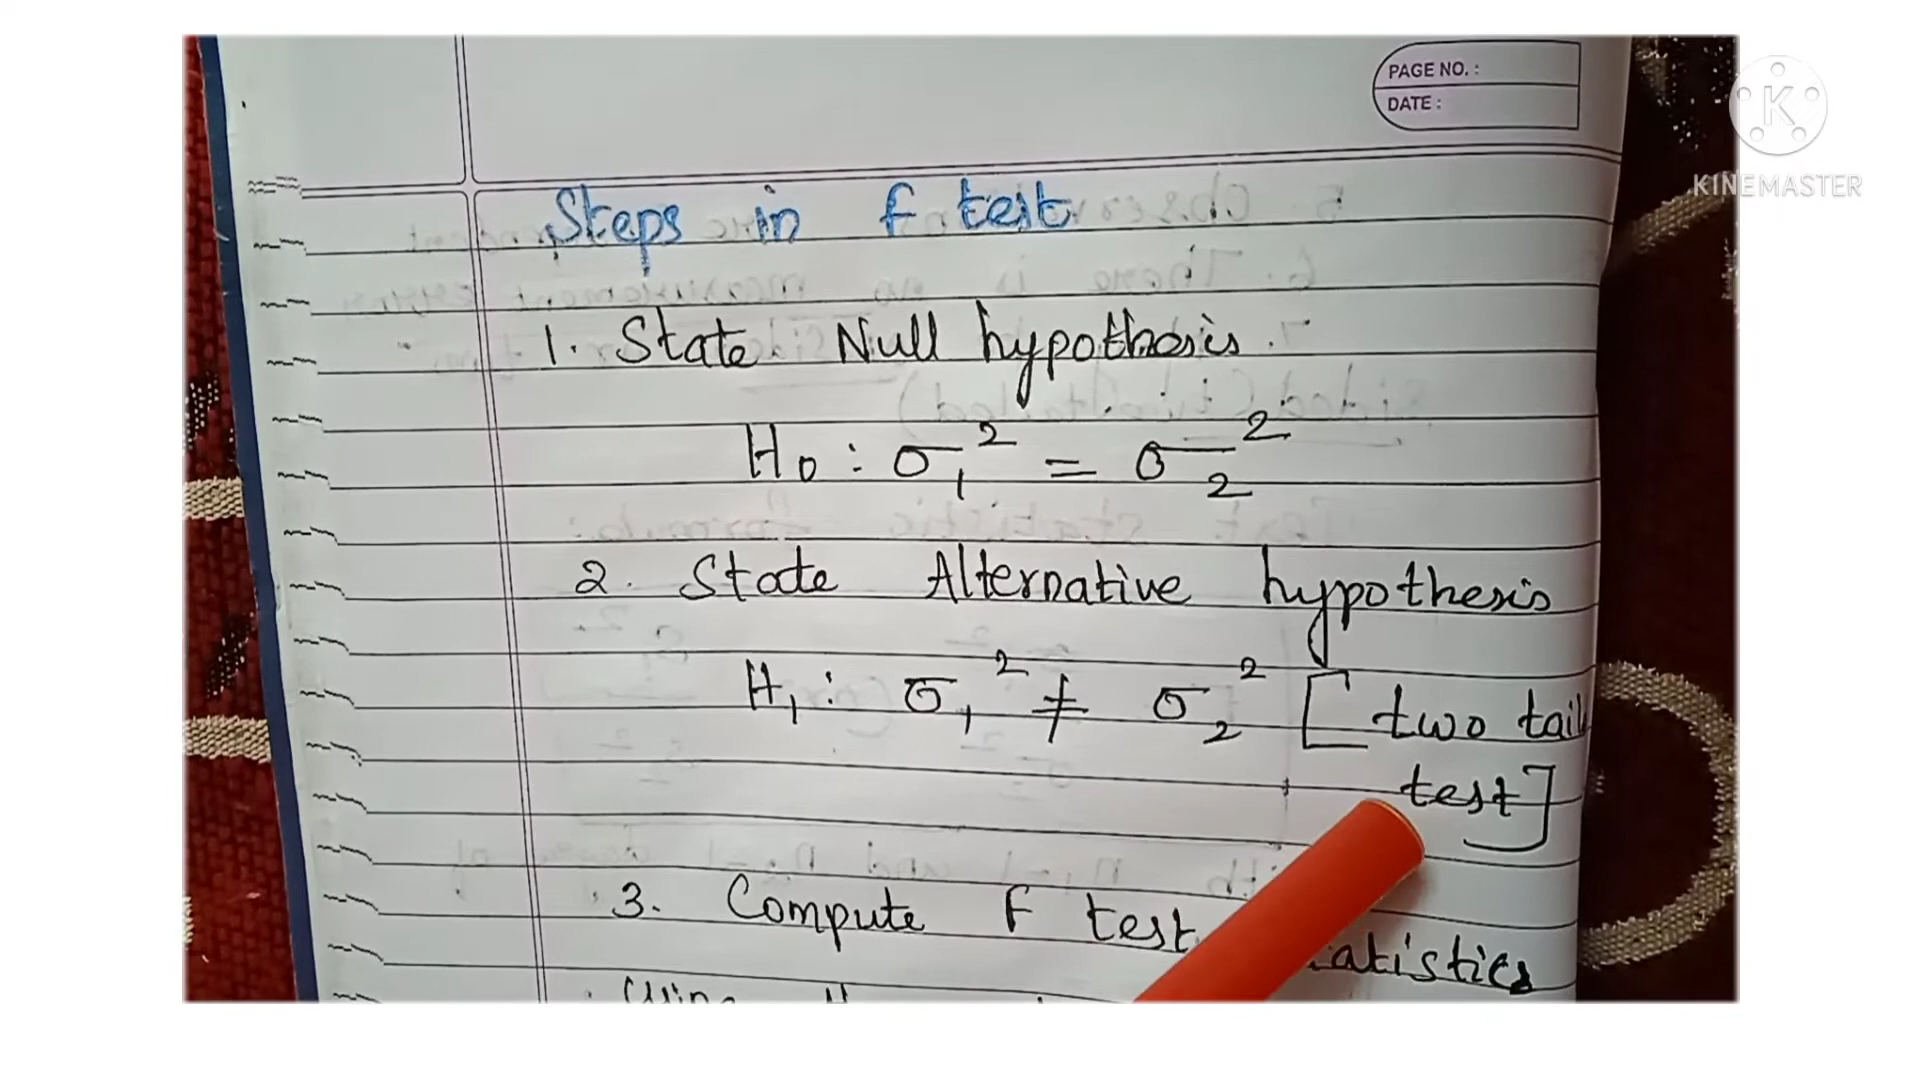 PAGE NO. :
DATE :
KINEMASTER
Steps in f test
1. State Null hypothesis.
H0 : σ1² = σ2²
2. State Alternative hypothesis
H1 : σ1² ≠ σ2² [two tail
test]
3. Compute F test